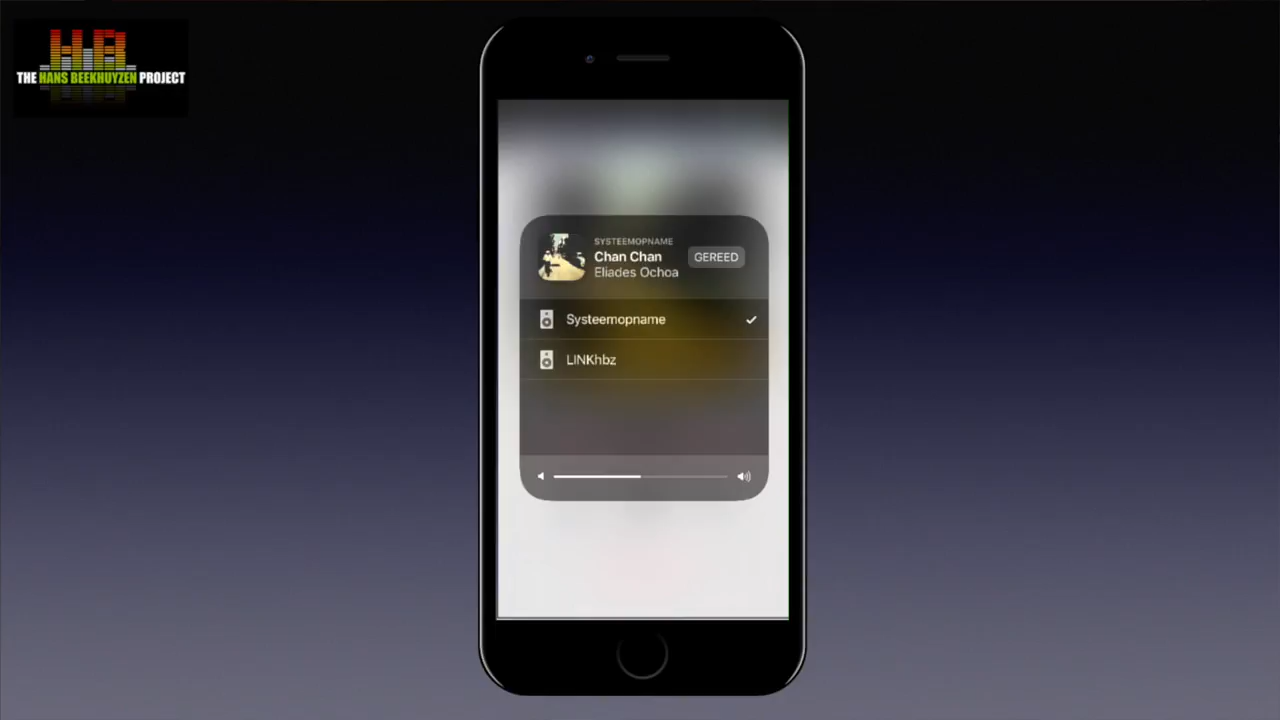 THE HANS BEEKHUYZEN PROJECT
SYSTEEMOPNAME
Chan Chan
Eliades Ochoa
GEREED
Systeemopname
LINKhbz